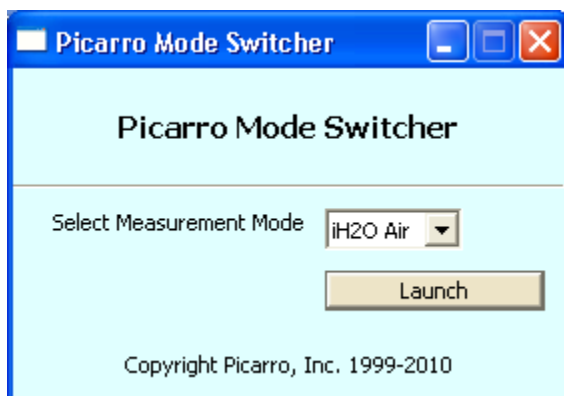 Picarro Mode Switcher
Picarro Mode Switcher
Select Measurement Mode iH2O Air
Launch
Copyright Picarro, Inc. 1999-2010